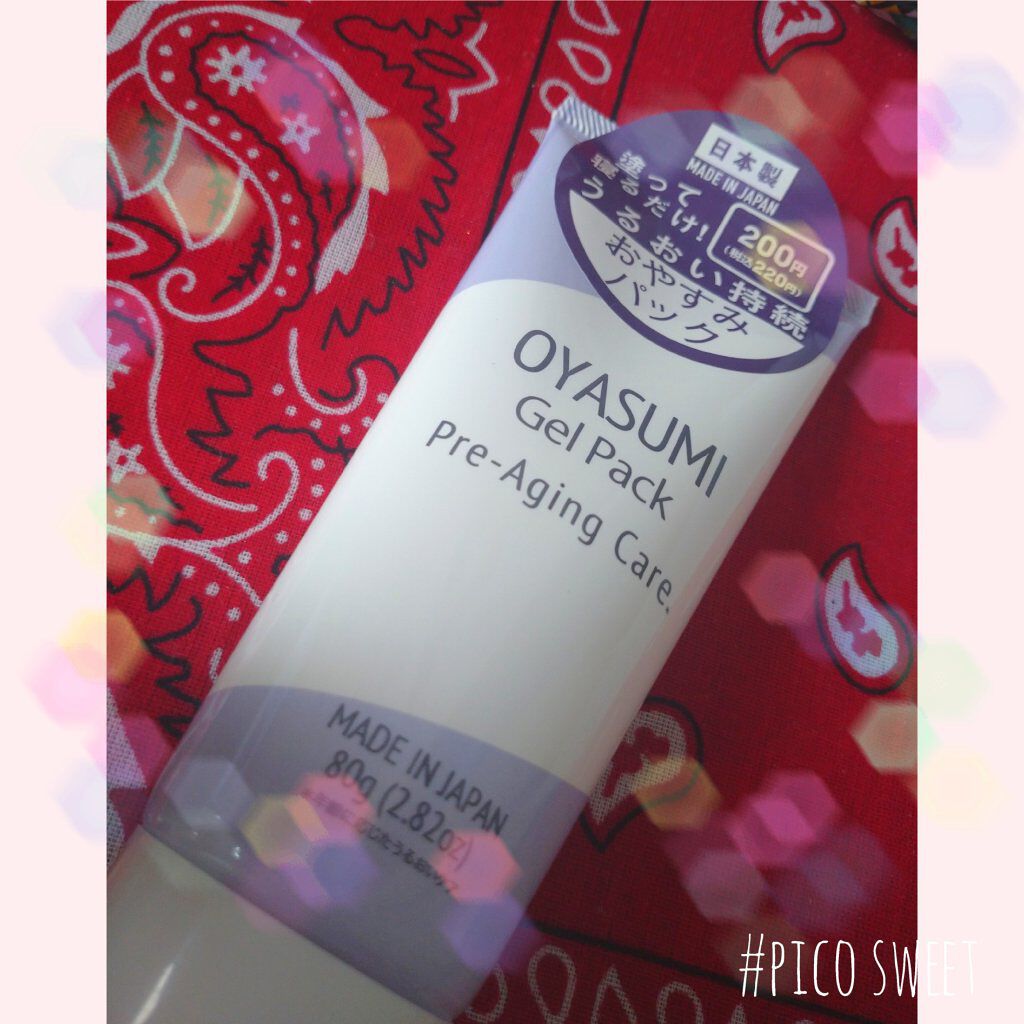 日本製
MADE IN JAPAN
塗って
寝るだけ!
200円
(税込220円)
うるおい持続
おやすみ
パック
OYASUMI
Gel Pack
Pre-Aging Care.
MADE IN JAPAN
80g (2.82oz)
#PICO SWEET